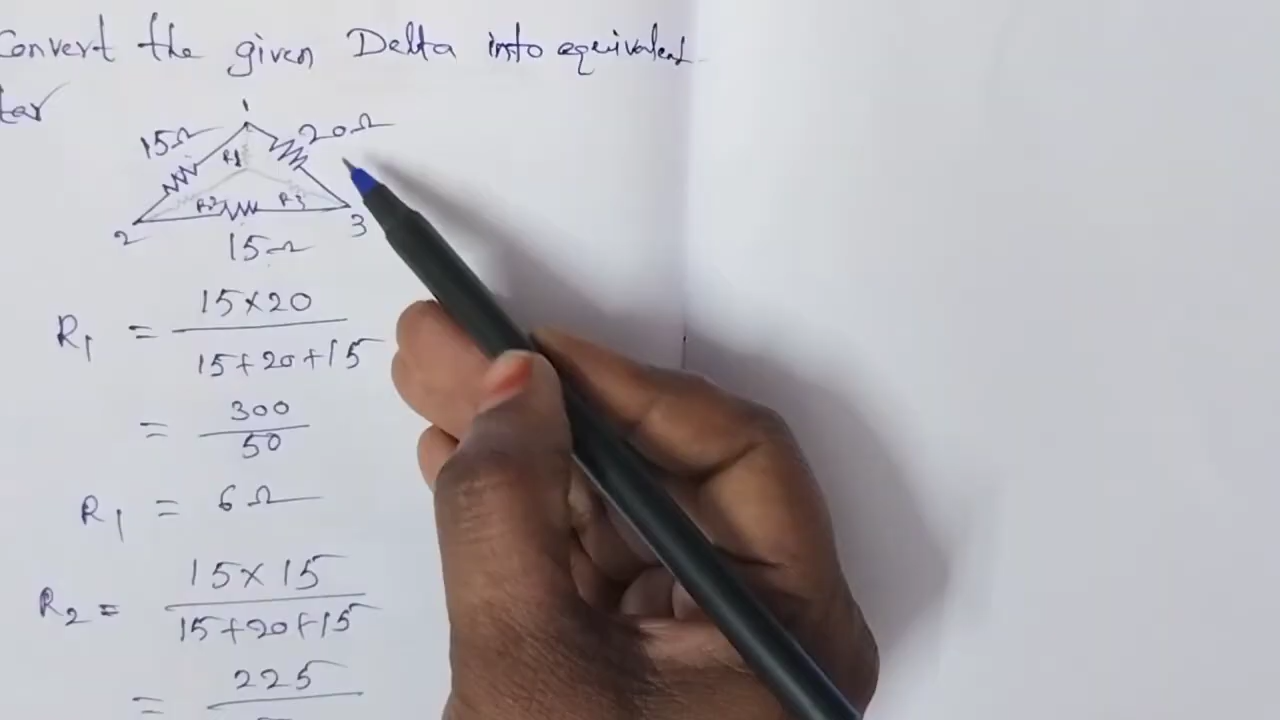 Convert the given Delta into equivalent
tar
1
15Ω 20Ω
R1
R2 R3
2 3
15Ω
R1 = 15×20
15+20+15
= 300
50
R1 = 6Ω
R2 = 15×15
15+20+15
= 225